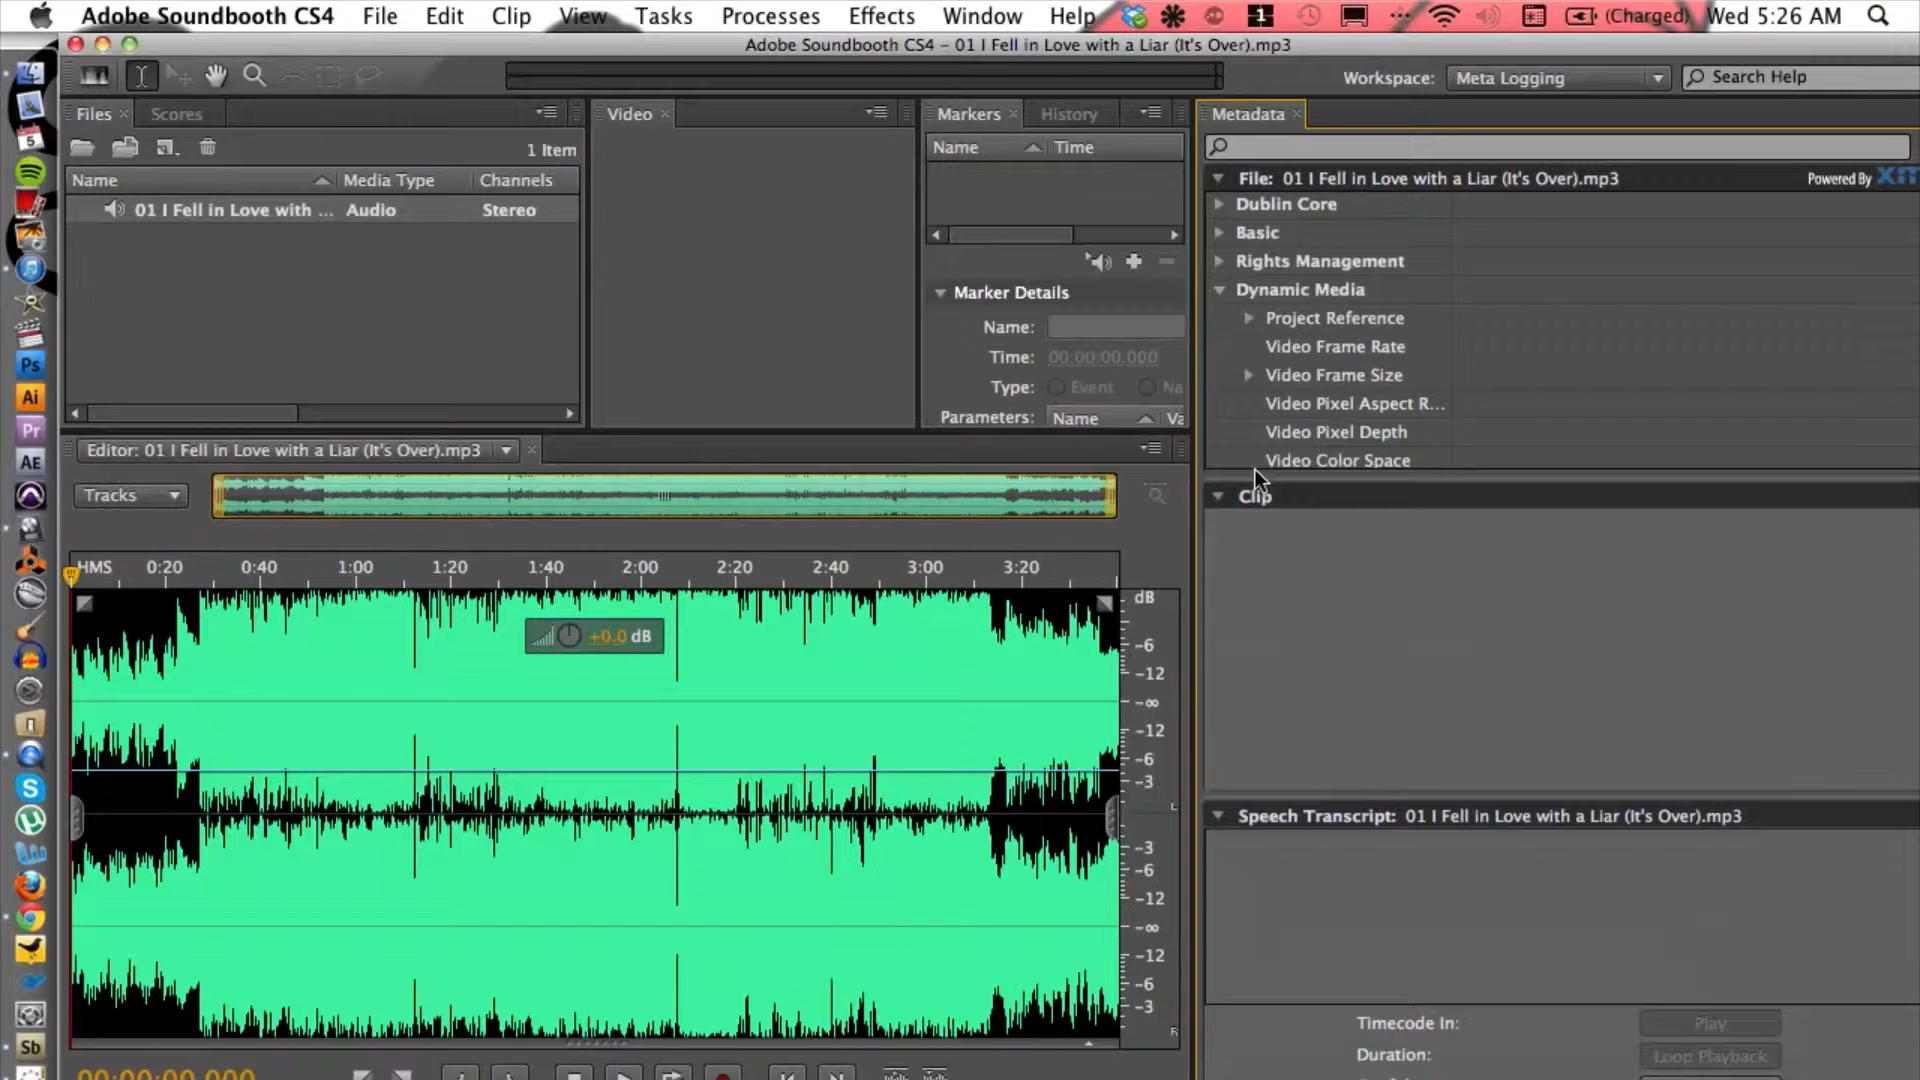 Adobe Soundbooth CS4 File Edit Clip View Tasks Processes Effects Window Help 1 (Charged) Wed 5:26 AM
Adobe Soundbooth CS4 – 01 I Fell in Love with a Liar (It's Over).mp3
Workspace: Meta Logging Search Help
Files Scores
1 Item
Name Media Type Channels
01 I Fell in Love with ... Audio Stereo
Video
Markers History
Name Time
Marker Details
Name:
Time: 00:00:00.000
Type: Event Na
Parameters: Name Va
Metadata
File: 01 I Fell in Love with a Liar (It's Over).mp3 Powered By
Dublin Core
Basic
Rights Management
Dynamic Media
Project Reference
Video Frame Rate
Video Frame Size
Video Pixel Aspect R...
Video Pixel Depth
Video Color Space
Clip
Speech Transcript: 01 I Fell in Love with a Liar (It's Over).mp3
Timecode In: Play
Duration: Loop Playback
Editor: 01 I Fell in Love with a Liar (It's Over).mp3
Tracks
HMS 0:20 0:40 1:00 1:20 1:40 2:00 2:20 2:40 3:00 3:20
+0.0 dB
dB
-6
-12
-∞
-12
-6
-3
L
-3
-6
-12
-∞
-12
-6
-3
R
00:00:00.000
5
Ps
Ai
Pr
AE
S
Sb